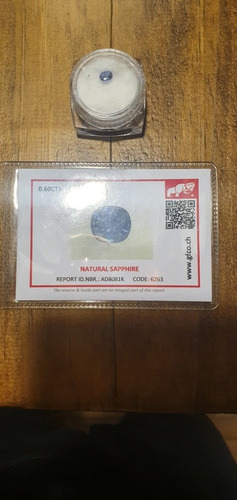 0.60CTS
NATURAL SAPPHIRE
REPORT ID.NBR.: AD8081K CODE: 6263
The reverse & inside part are an integral part of this report
www.gfco.ch